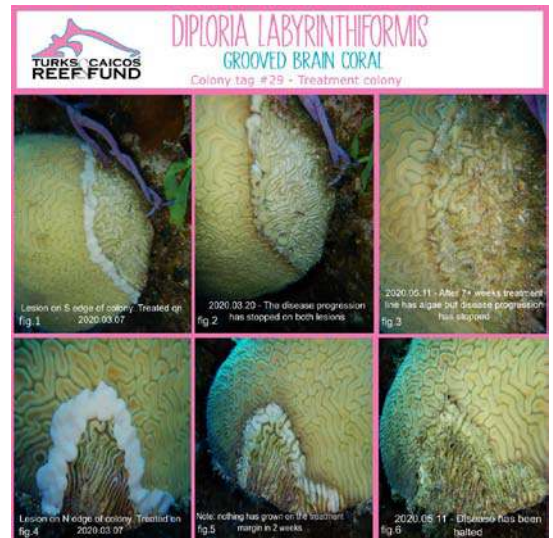 DIPLORIA LABYRINTHIFORMIS
GROOVED BRAIN CORAL
Colony tag #29 - Treatment colony
TURKS&CAICOS
REEF FUND
Lesion on S edge of colony. Treated on
2020.03.07
fig.1
2020.03.20 - The disease progression
has stopped on both lesions
fig.2
2020.05.11 - After 7+ weeks treatment
line has algae but disease progression
has stopped
fig.3
Lesion on N edge of colony. Treated on
2020.03.07
fig.4
Note: nothing has grown on the treatment
margin in 2 weeks
fig.5
2020.05.11 - Disease has been
halted
fig.6